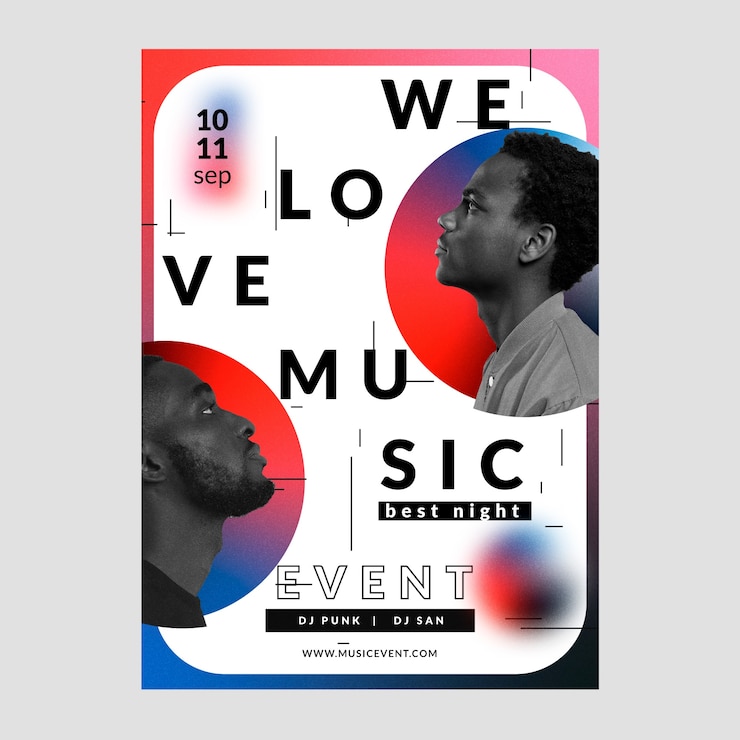 10
11
sep
WE
LO
VE
MU
SIC
best night
EVENT
DJ PUNK | DJ SAN
WWW.MUSICEVENT.COM